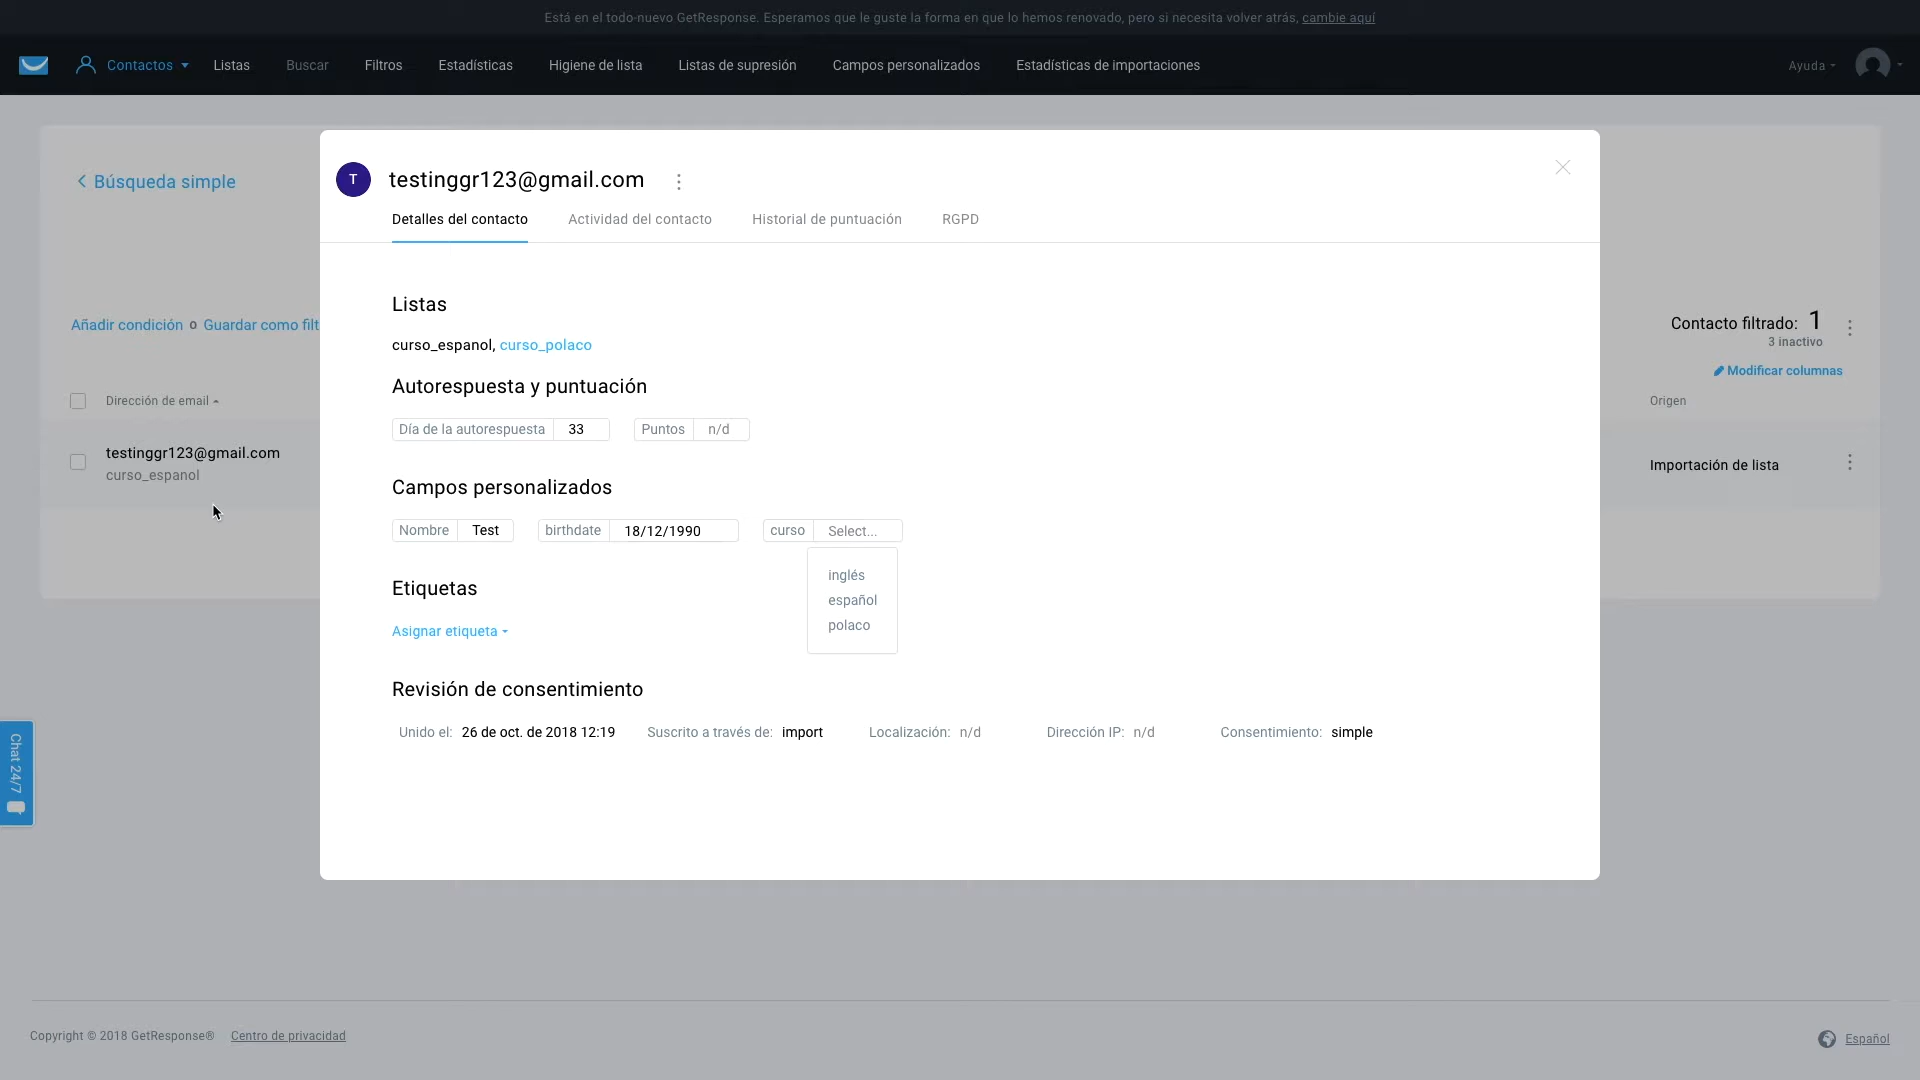 Está en el todo-nuevo GetResponse. Esperamos que le guste la forma en que lo hemos renovado, pero si necesita volver atrás, cambie aquí
Contactos Listas Buscar Filtros Estadísticas Higiene de lista Listas de supresión Campos personalizados Estadísticas de importaciones Ayuda
Búsqueda simple
T testinggr123@gmail.com
Detalles del contacto Actividad del contacto Historial de puntuación RGPD
Listas
curso_espanol, curso_polaco
Añadir condición o Guardar como filt
Contacto filtrado: 1
3 inactivo
Modificar columnas
Autorespuesta y puntuación
Dirección de email
Origen
Día de la autorespuesta 33 Puntos n/d
testinggr123@gmail.com
curso_espanol
Importación de lista
Campos personalizados
Nombre Test birthdate 18/12/1990 curso Select...
inglés
español
polaco
Etiquetas
Asignar etiqueta
Revisión de consentimiento
Unido el: 26 de oct. de 2018 12:19 Suscrito a través de: import Localización: n/d Dirección IP: n/d Consentimiento: simple
Chat 24/7
Copyright © 2018 GetResponse® Centro de privacidad
Español